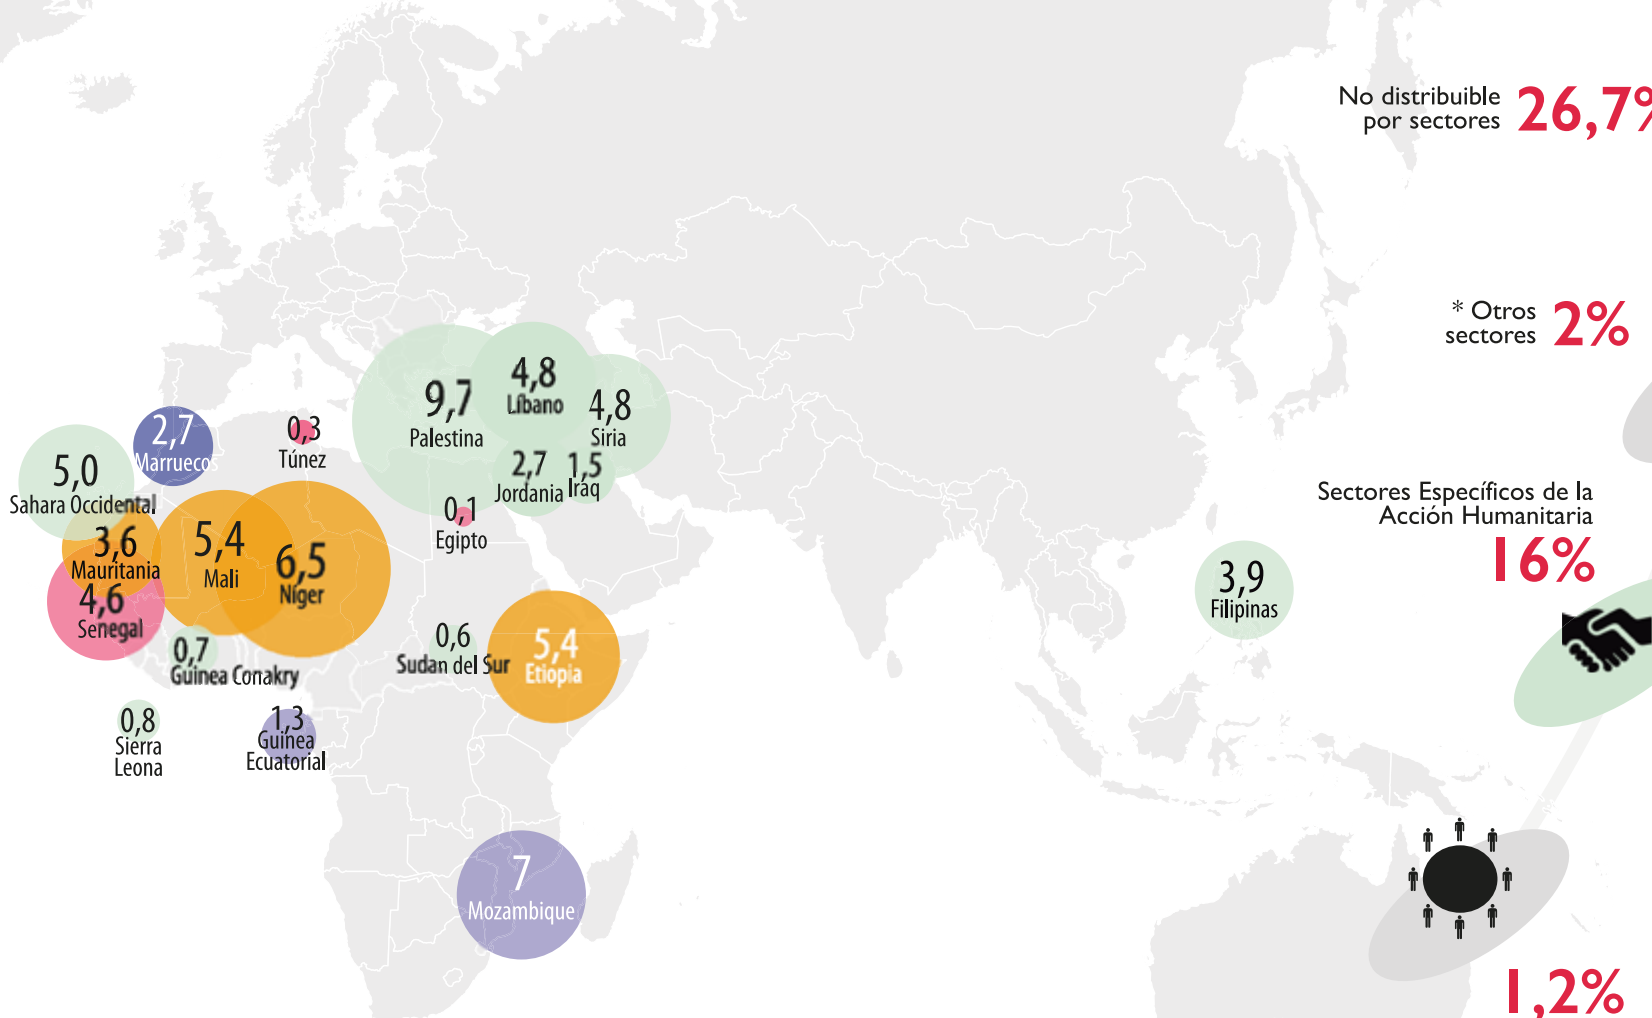 No distribuible
por sectores
26,7%
* Otros
sectores
2%
Sectores Específicos de la
Acción Humanitaria
16%
1,2%
4,8
Líbano
9,7
Palestina
4,8
Siria
2,7
Marruecos
0,3
Túnez
5,0
Sahara Occidental
2,7
Jordania
1,5
Iraq
0,1
Egipto
3,6
Mauritania
5,4
Mali
6,5
Níger
4,6
Senegal
3,9
Filipinas
0,7
Guinea Conakry
0,6
Sudan del Sur
5,4
Etiopia
0,8
Sierra
Leona
1,3
Guinea
Ecuatorial
7
Mozambique